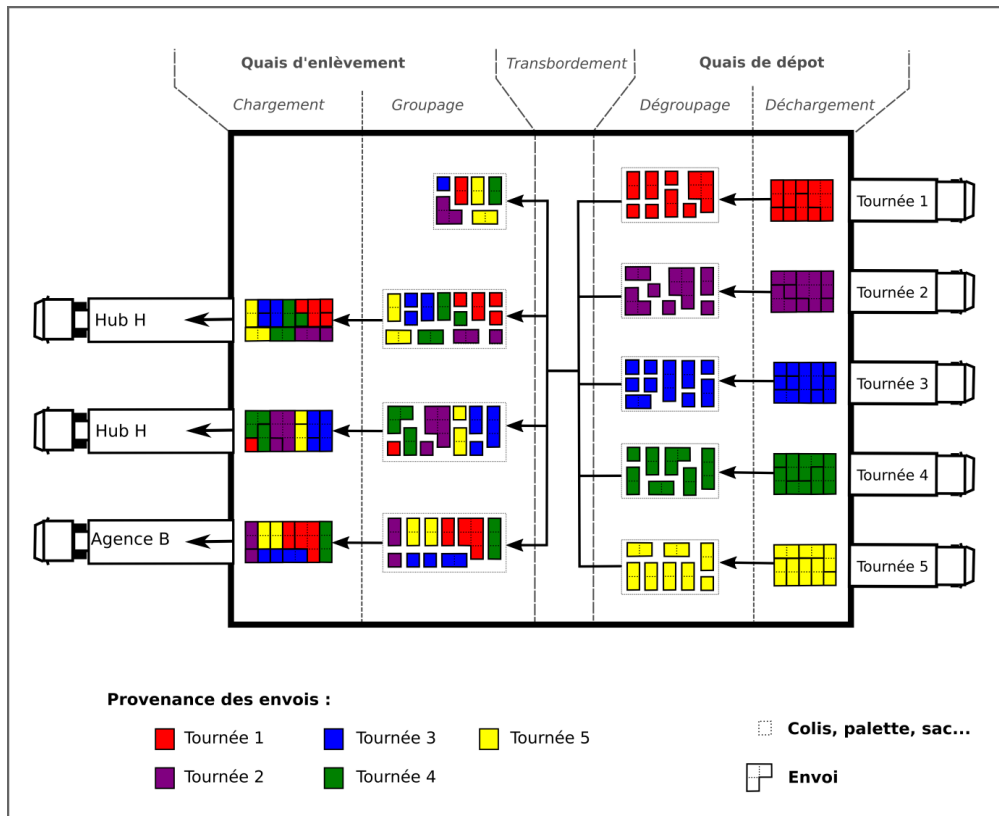 Quais d'enlèvement
Transbordement
Quais de dépot
Chargement
Groupage
Dégroupage
Déchargement
Tournée 1
Tournée 2
Hub H
Tournée 3
Hub H
Tournée 4
Agence B
Tournée 5
Provenance des envois :
Tournée 1
Tournée 3
Tournée 5
Tournée 2
Tournée 4
Colis, palette, sac...
Envoi